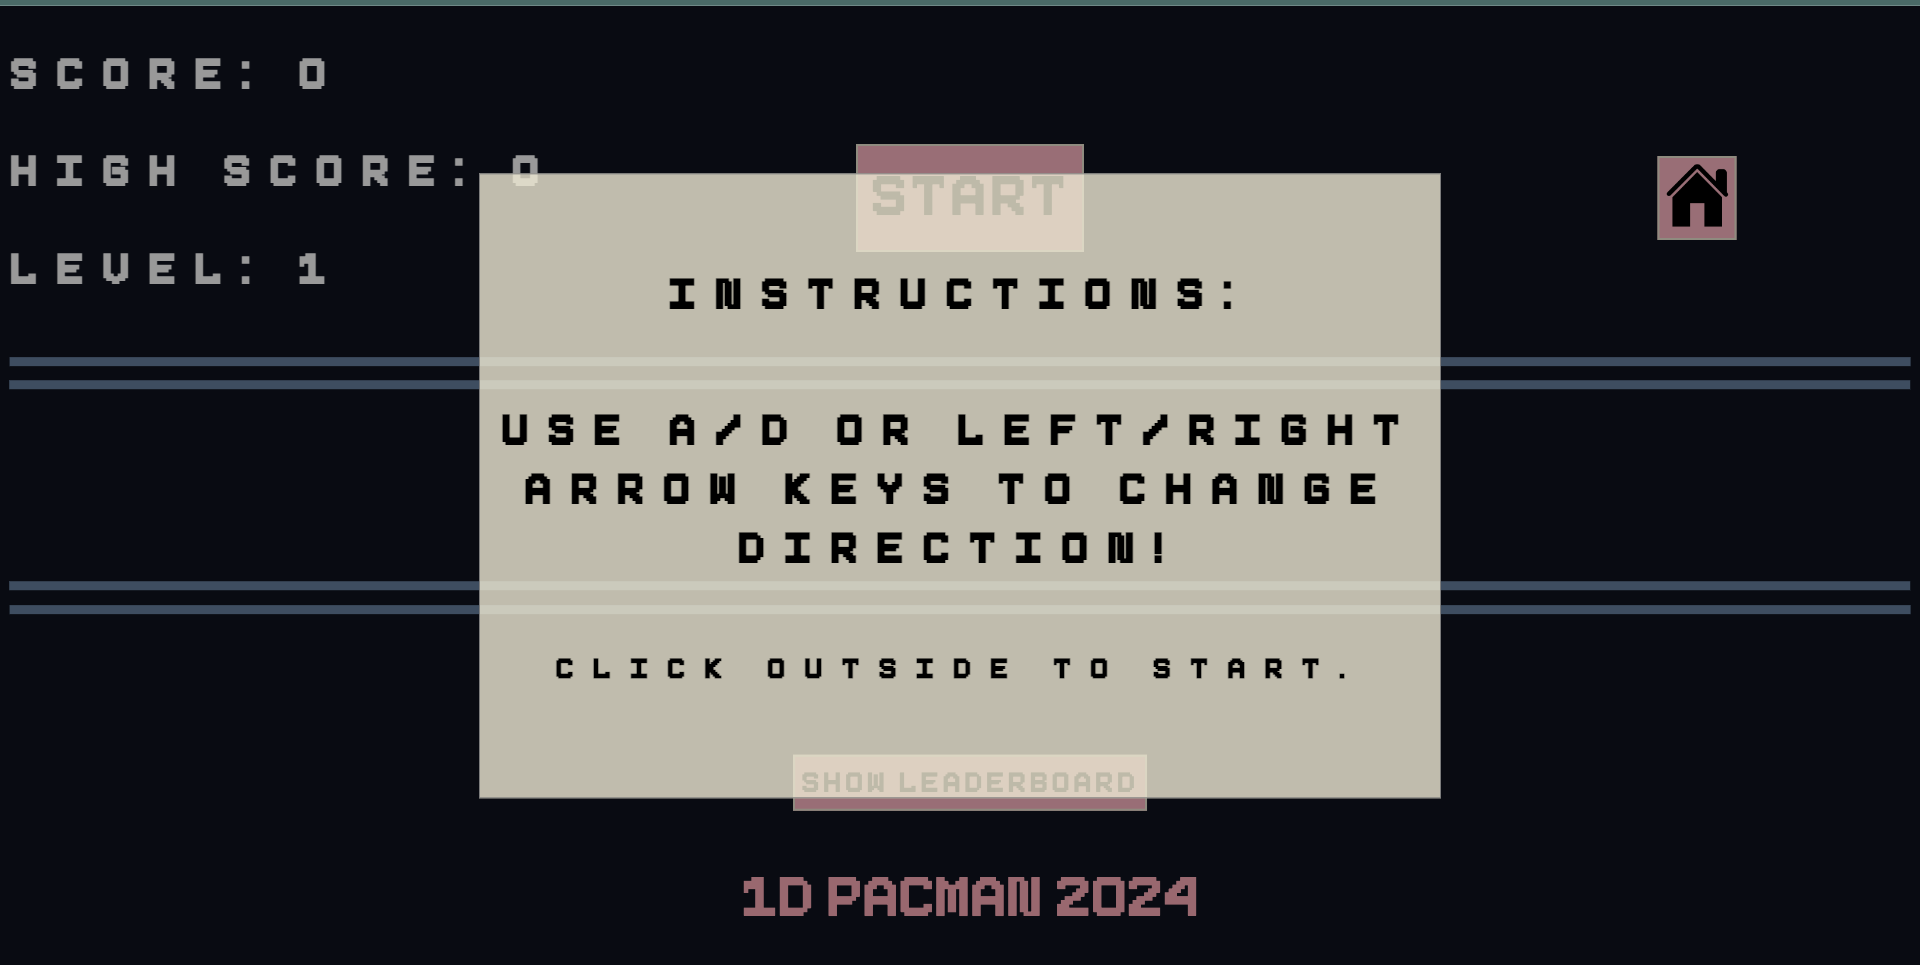 SCORE: 0
HIGH SCORE: 0
LEVEL: 1
START
INSTRUCTIONS:
USE A/D OR LEFT/RIGHT
ARROW KEYS TO CHANGE
DIRECTION!
CLICK OUTSIDE TO START.
SHOW LEADERBOARD
1D PACMAN 2024